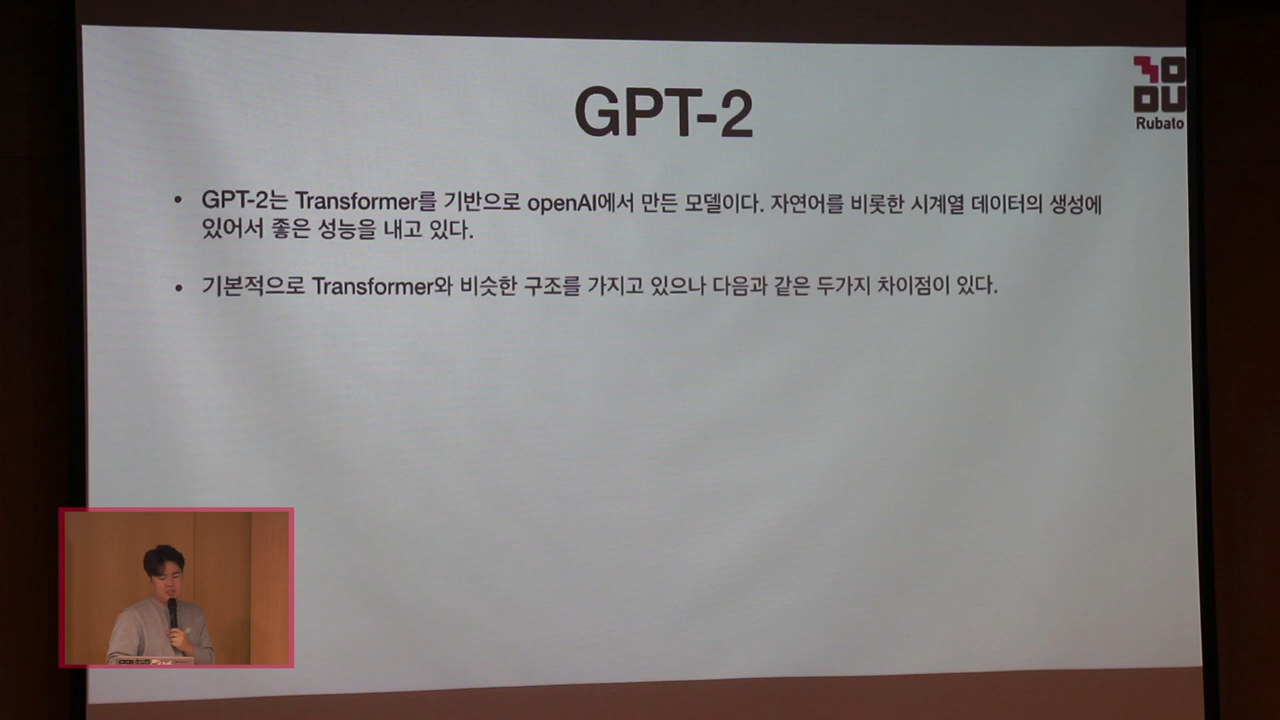 GPT-2
• GPT-2는 Transformer를 기반으로 openAI에서 만든 모델이다. 자연어를 비롯한 시계열 데이터의 생성에
있어서 좋은 성능을 내고 있다.
• 기본적으로 Transformer와 비슷한 구조를 가지고 있으나 다음과 같은 두가지 차이점이 있다.
MODU
Rubato